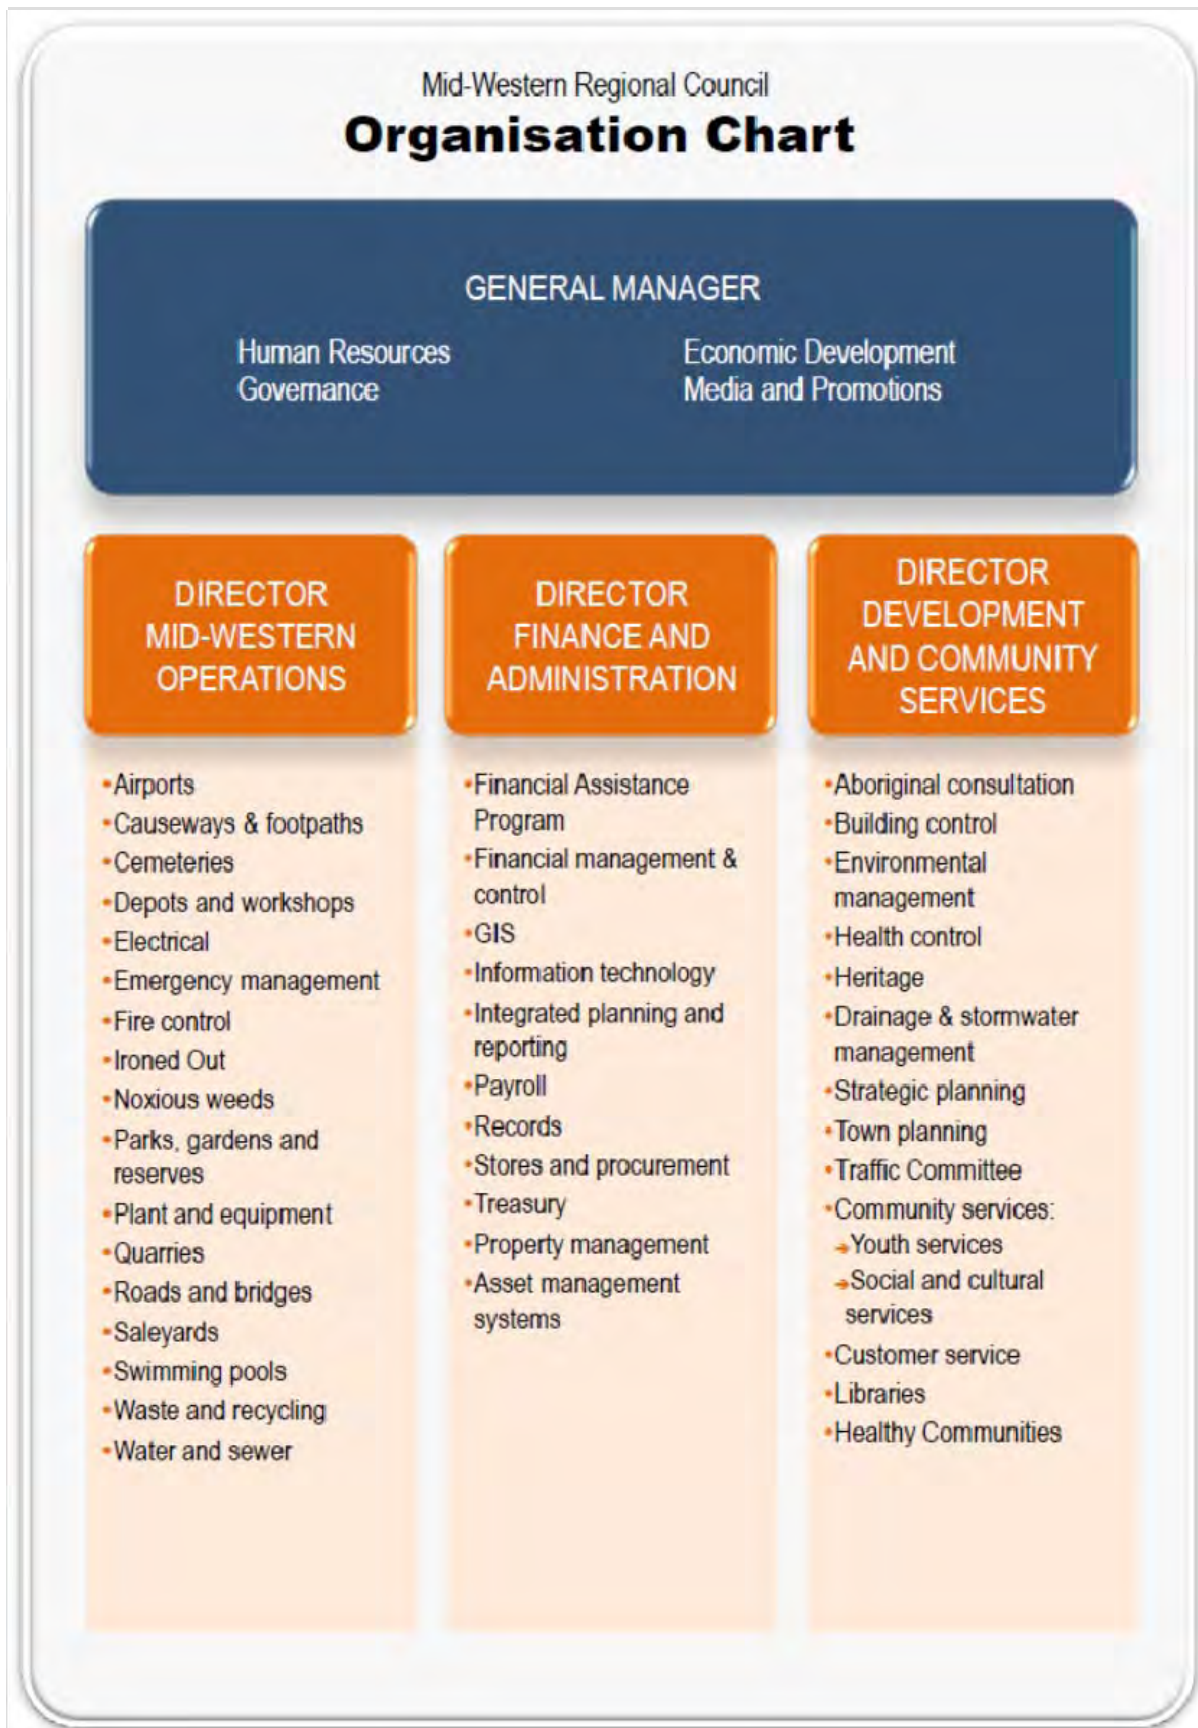 Mid-Western Regional Council
Organisation Chart
GENERAL MANAGER
Human Resources
Governance
Economic Development
Media and Promotions
DIRECTOR
MID-WESTERN
OPERATIONS
•Airports
•Causeways & footpaths
•Cemeteries
•Depots and workshops
•Electrical
•Emergency management
•Fire control
•Ironed Out
•Noxious weeds
•Parks, gardens and
reserves
•Plant and equipment
•Quarries
•Roads and bridges
•Saleyards
•Swimming pools
•Waste and recycling
•Water and sewer
DIRECTOR
FINANCE AND
ADMINISTRATION
•Financial Assistance
Program
•Financial management &
control
•GIS
•Information technology
•Integrated planning and
reporting
•Payroll
•Records
•Stores and procurement
•Treasury
•Property management
•Asset management
systems
DIRECTOR
DEVELOPMENT
AND COMMUNITY
SERVICES
•Aboriginal consultation
•Building control
•Environmental
management
•Health control
•Heritage
•Drainage & stormwater
management
•Strategic planning
•Town planning
•Traffic Committee
•Community services:
➔Youth services
➔Social and cultural
services
•Customer service
•Libraries
•Healthy Communities